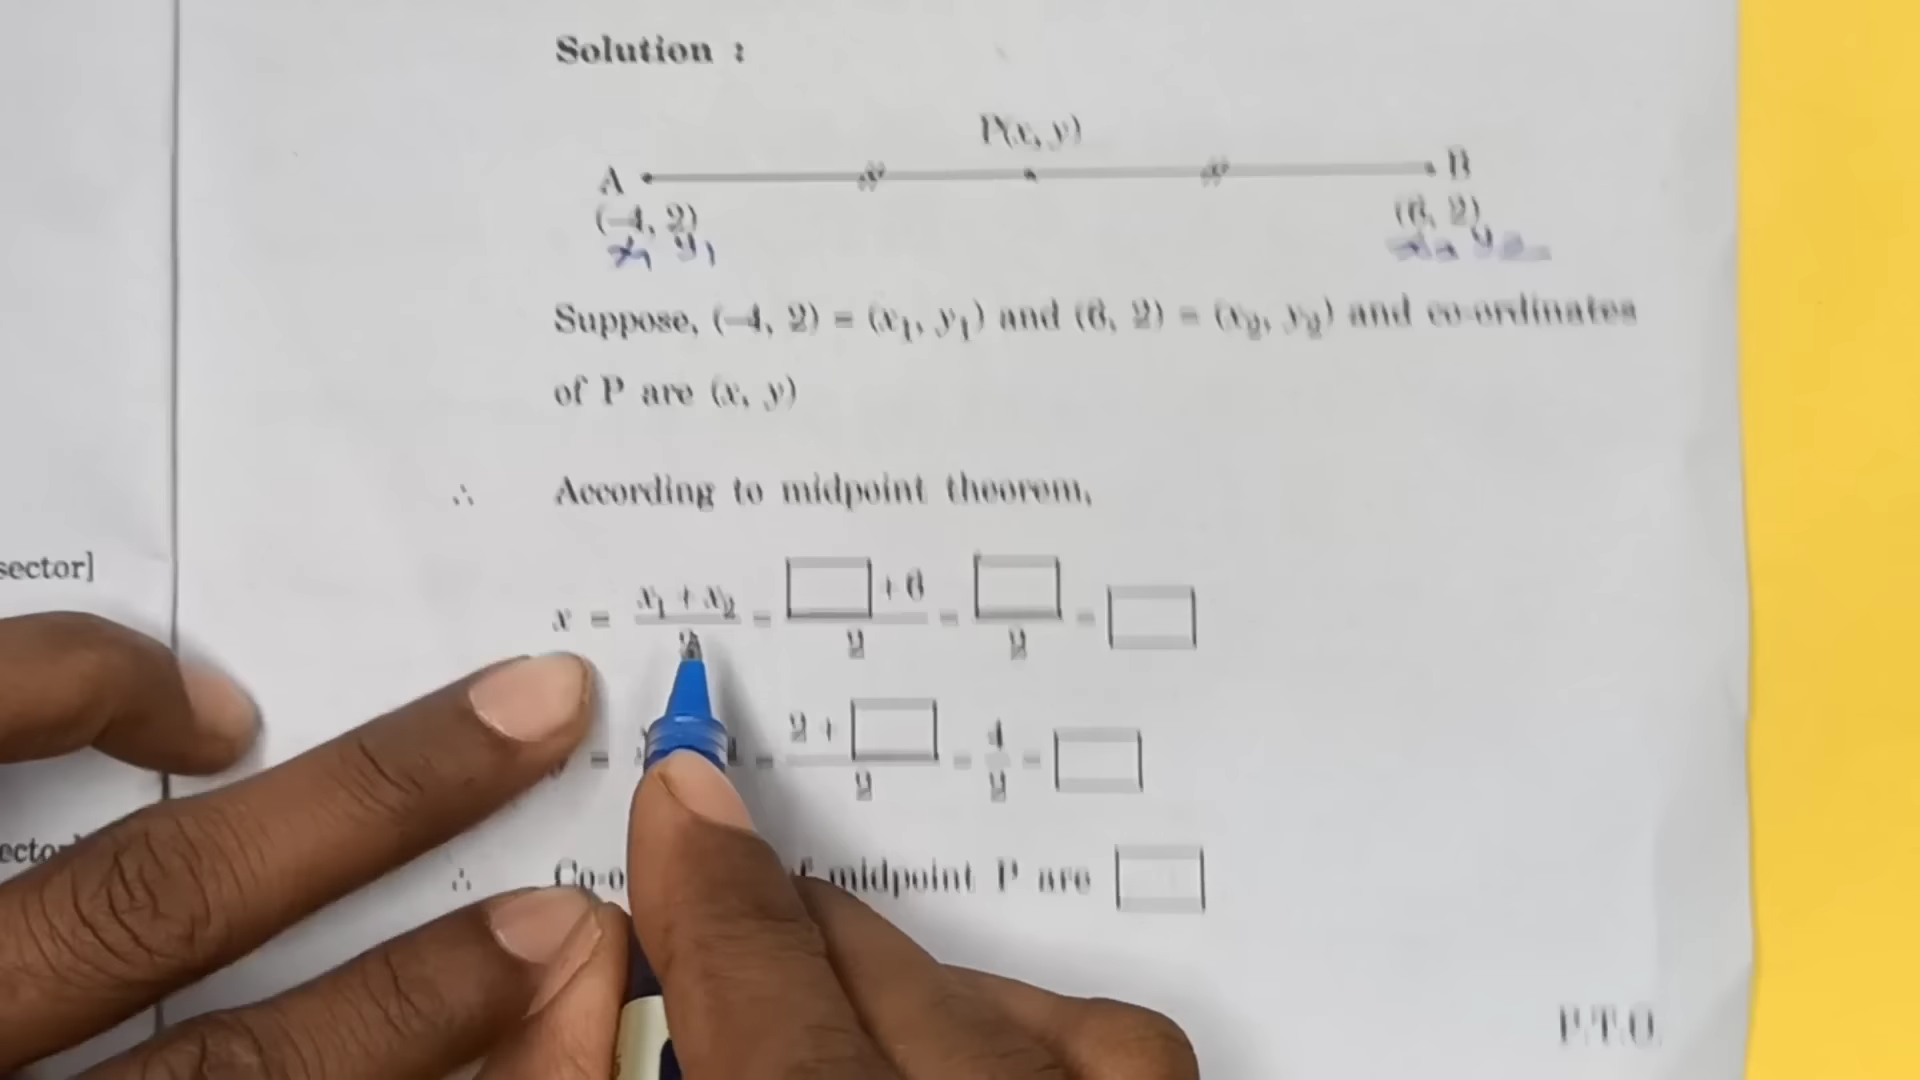 Solution :
P(x, y)
A B
(–4, 2) (6, 2)
x₁ y₁ x₂ y₂
Suppose, (–4, 2) = (x₁, y₁) and (6, 2) = (x₂, y₂) and co-ordinates
of P are (x, y)
∴ According to midpoint theorem,
sector]
x = x₁ + x₂ / 2 = □ + 6 / 2 = □ / 2 = □
= = 2 + □ / 2 = 4 / 2 = □
∴ Co-o midpoint P are □
P.T.O.